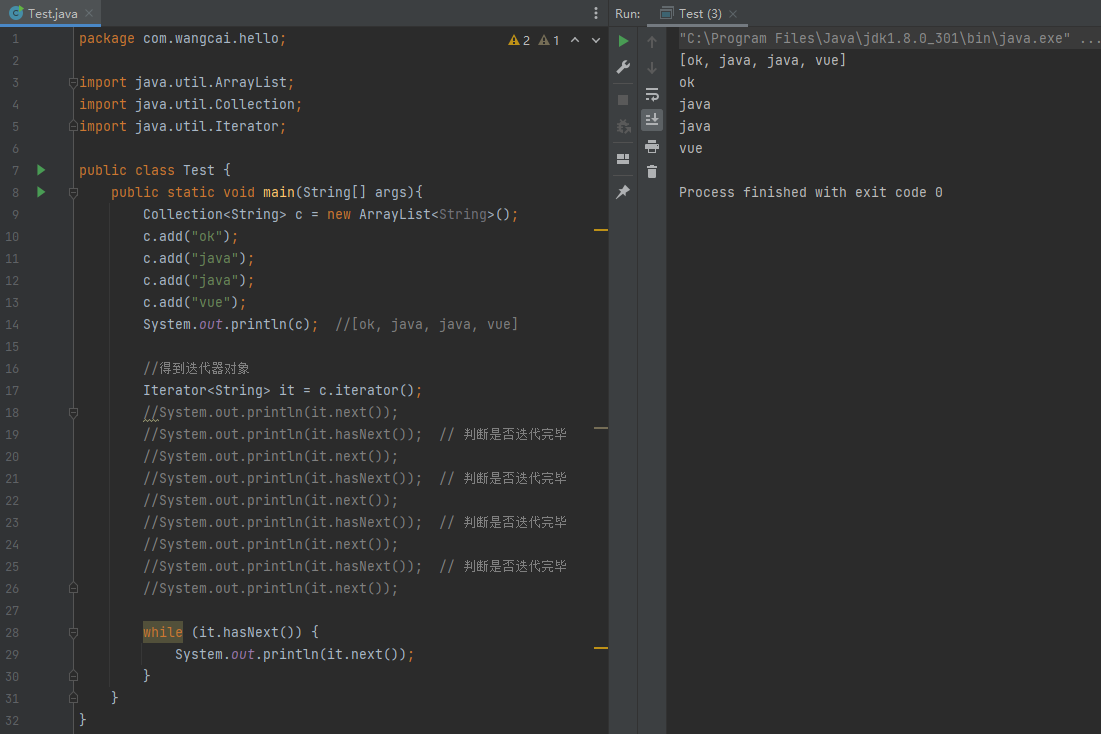 Test.java
Run: Test (3)
1 package com.wangcai.hello; 2 1
2
3 import java.util.ArrayList;
4 import java.util.Collection;
5 import java.util.Iterator;
6
7 public class Test {
8 public static void main(String[] args){
9 Collection<String> c = new ArrayList<String>();
10 c.add("ok");
11 c.add("java");
12 c.add("java");
13 c.add("vue");
14 System.out.println(c); //[ok, java, java, vue]
15
16 //得到迭代器对象
17 Iterator<String> it = c.iterator();
18 //System.out.println(it.next());
19 //System.out.println(it.hasNext()); // 判断是否迭代完毕
20 //System.out.println(it.next());
21 //System.out.println(it.hasNext()); // 判断是否迭代完毕
22 //System.out.println(it.next());
23 //System.out.println(it.hasNext()); // 判断是否迭代完毕
24 //System.out.println(it.next());
25 //System.out.println(it.hasNext()); // 判断是否迭代完毕
26 //System.out.println(it.next());
27
28 while (it.hasNext()) {
29 System.out.println(it.next());
30 }
31 }
32 }
"C:\Program Files\Java\jdk1.8.0_301\bin\java.exe" ...
[ok, java, java, vue]
ok
java
java
vue
Process finished with exit code 0